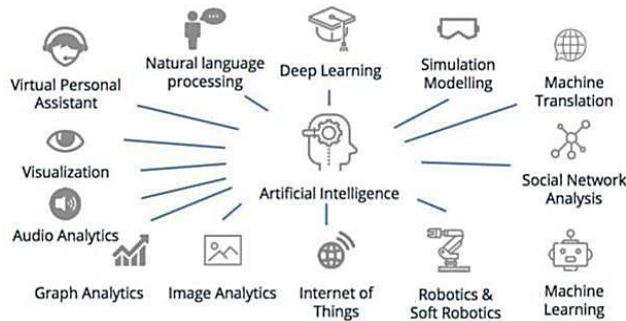 Virtual Personal
Assistant
Natural language
processing
Deep Learning
Simulation
Modelling
Machine
Translation
Visualization
Artificial Intelligence
Social Network
Analysis
Audio Analytics
Graph Analytics
Image Analytics
Internet of
Things
Robotics &
Soft Robotics
Machine
Learning